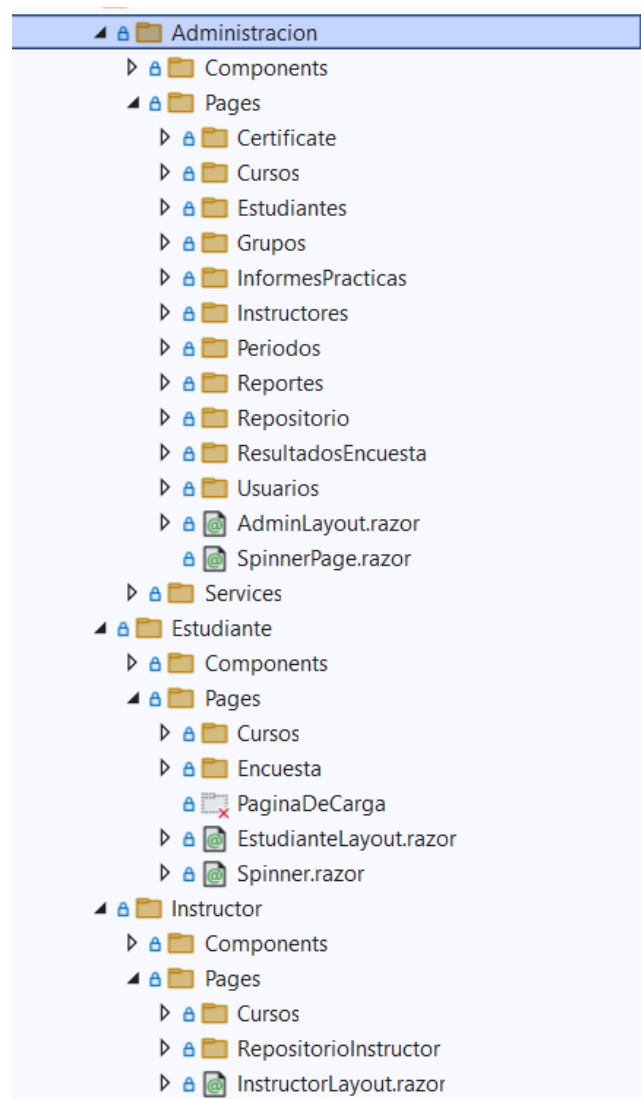 Administracion
Components
Pages
Certificate
Cursos
Estudiantes
Grupos
InformesPracticas
Instructores
Periodos
Reportes
Repositorio
ResultadosEncuesta
Usuarios
AdminLayout.razor
SpinnerPage.razor
Services
Estudiante
Components
Pages
Cursos
Encuesta
PaginaDeCarga
EstudianteLayout.razor
Spinner.razor
Instructor
Components
Pages
Cursos
RepositorioInstructor
InstructorLayout.razor